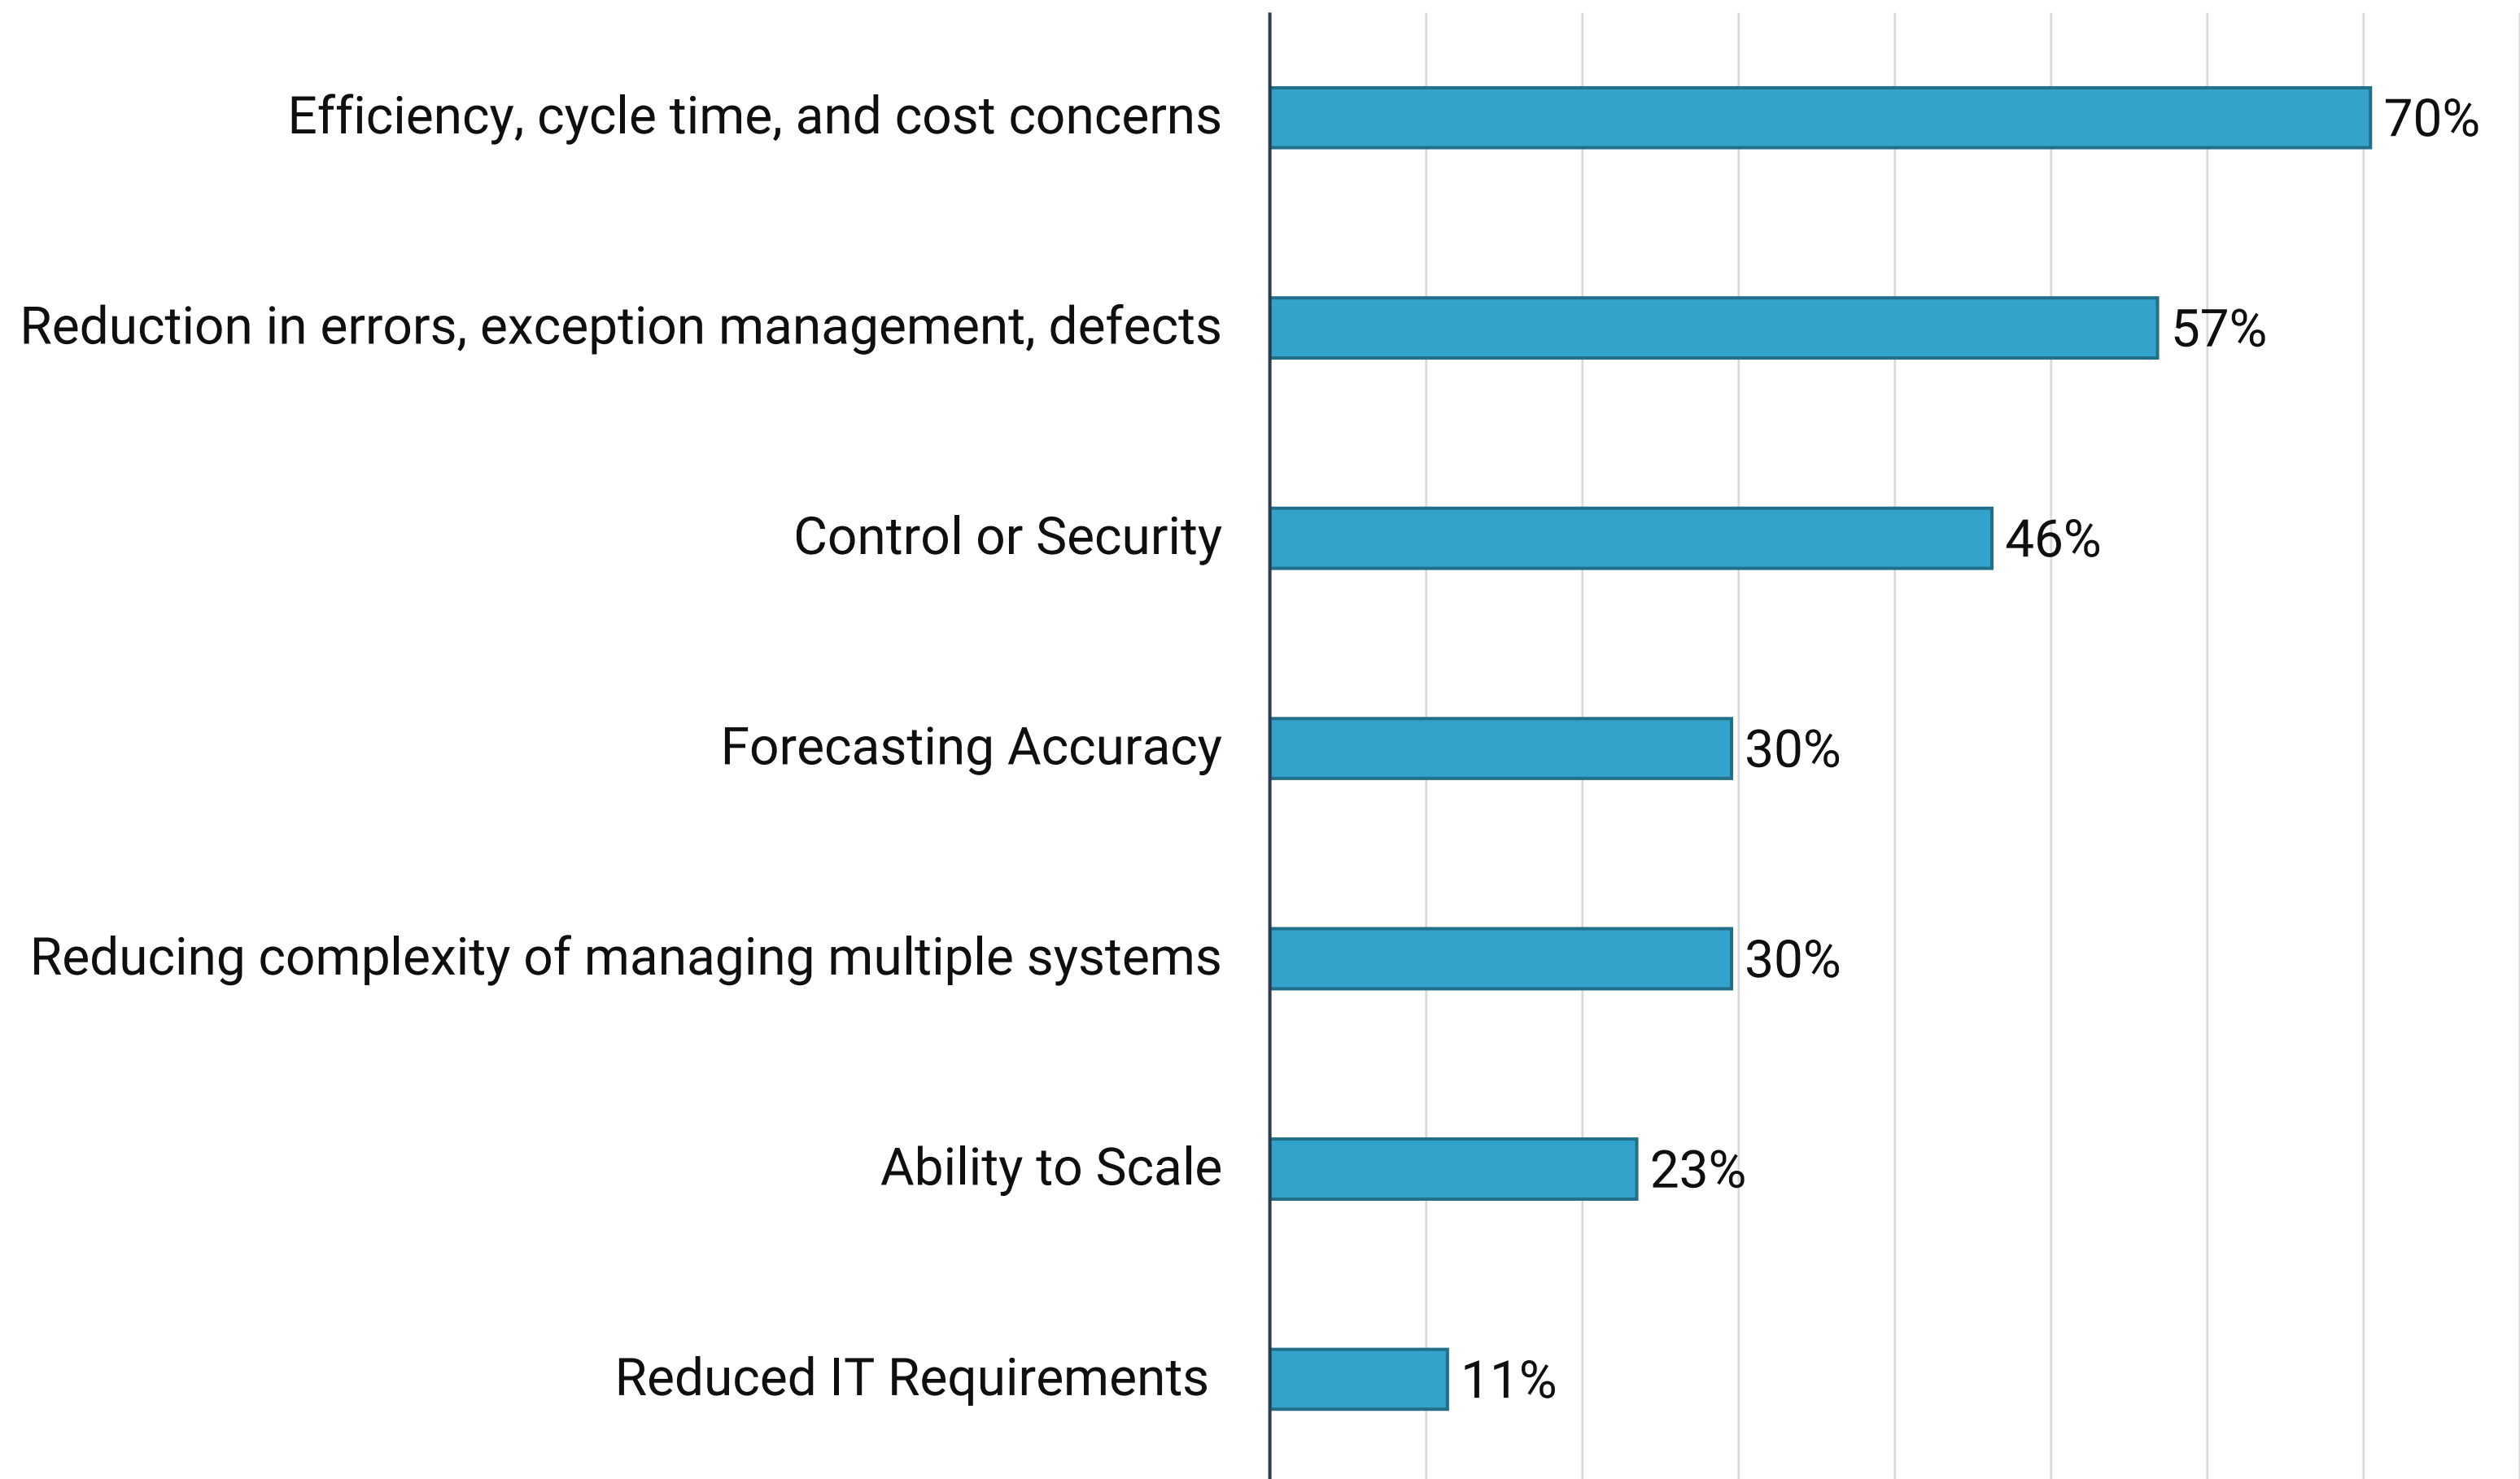 Efficiency, cycle time, and cost concerns 70%
Reduction in errors, exception management, defects 57%
Control or Security 46%
Forecasting Accuracy 30%
Reducing complexity of managing multiple systems 30%
Ability to Scale 23%
Reduced IT Requirements 11%